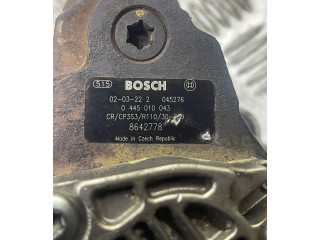 515 BOSCH
02-03-22 2 045276
0 445 010 043
CR/CP3S3/R110/30-
8642778
Made in Czech Republic